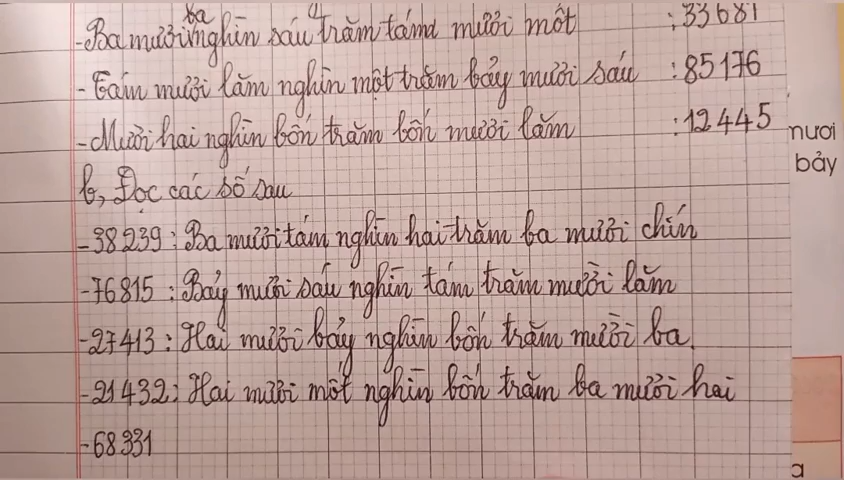 -Ba mươi ba nghìn sáu trăm tám mươi mốt : 33681
-Tám mươi lăm nghìn một trăm bảy mươi sáu : 85176
-Mười hai nghìn bốn trăm bốn mươi lăm : 12445
b, Đọc các số sau
-38239 : Ba mươi tám nghìn hai trăm ba mươi chín
-76815 : Bảy mươi sáu nghìn tám trăm mười lăm
-27413 : Hai mươi bảy nghìn bốn trăm mười ba
-21432 : Hai mươi mốt nghìn bốn trăm ba mươi hai
-68331
mươi
bảy
a